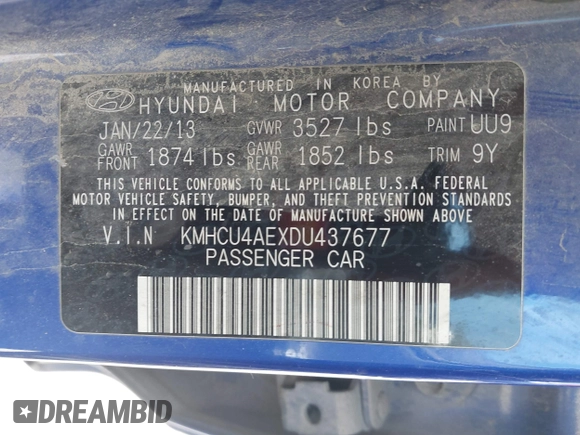 MANUFACTURED IN KOREA BY
HYUNDAI MOTOR COMPANY
JAN/22/13 GVWR 3527 lbs PAINT UU9
GAWR FRONT 1874 lbs GAWR REAR 1852 lbs TRIM 9Y
THIS VEHICLE CONFORMS TO ALL APPLICABLE U.S.A. FEDERAL
MOTOR VEHICLE SAFETY, BUMPER, AND THEFT PREVENTION STANDARDS
IN EFFECT ON THE DATE OF MANUFACTURE SHOWN ABOVE
V.I.N KMHCU4AEXDU437677
PASSENGER CAR
DREAMBID